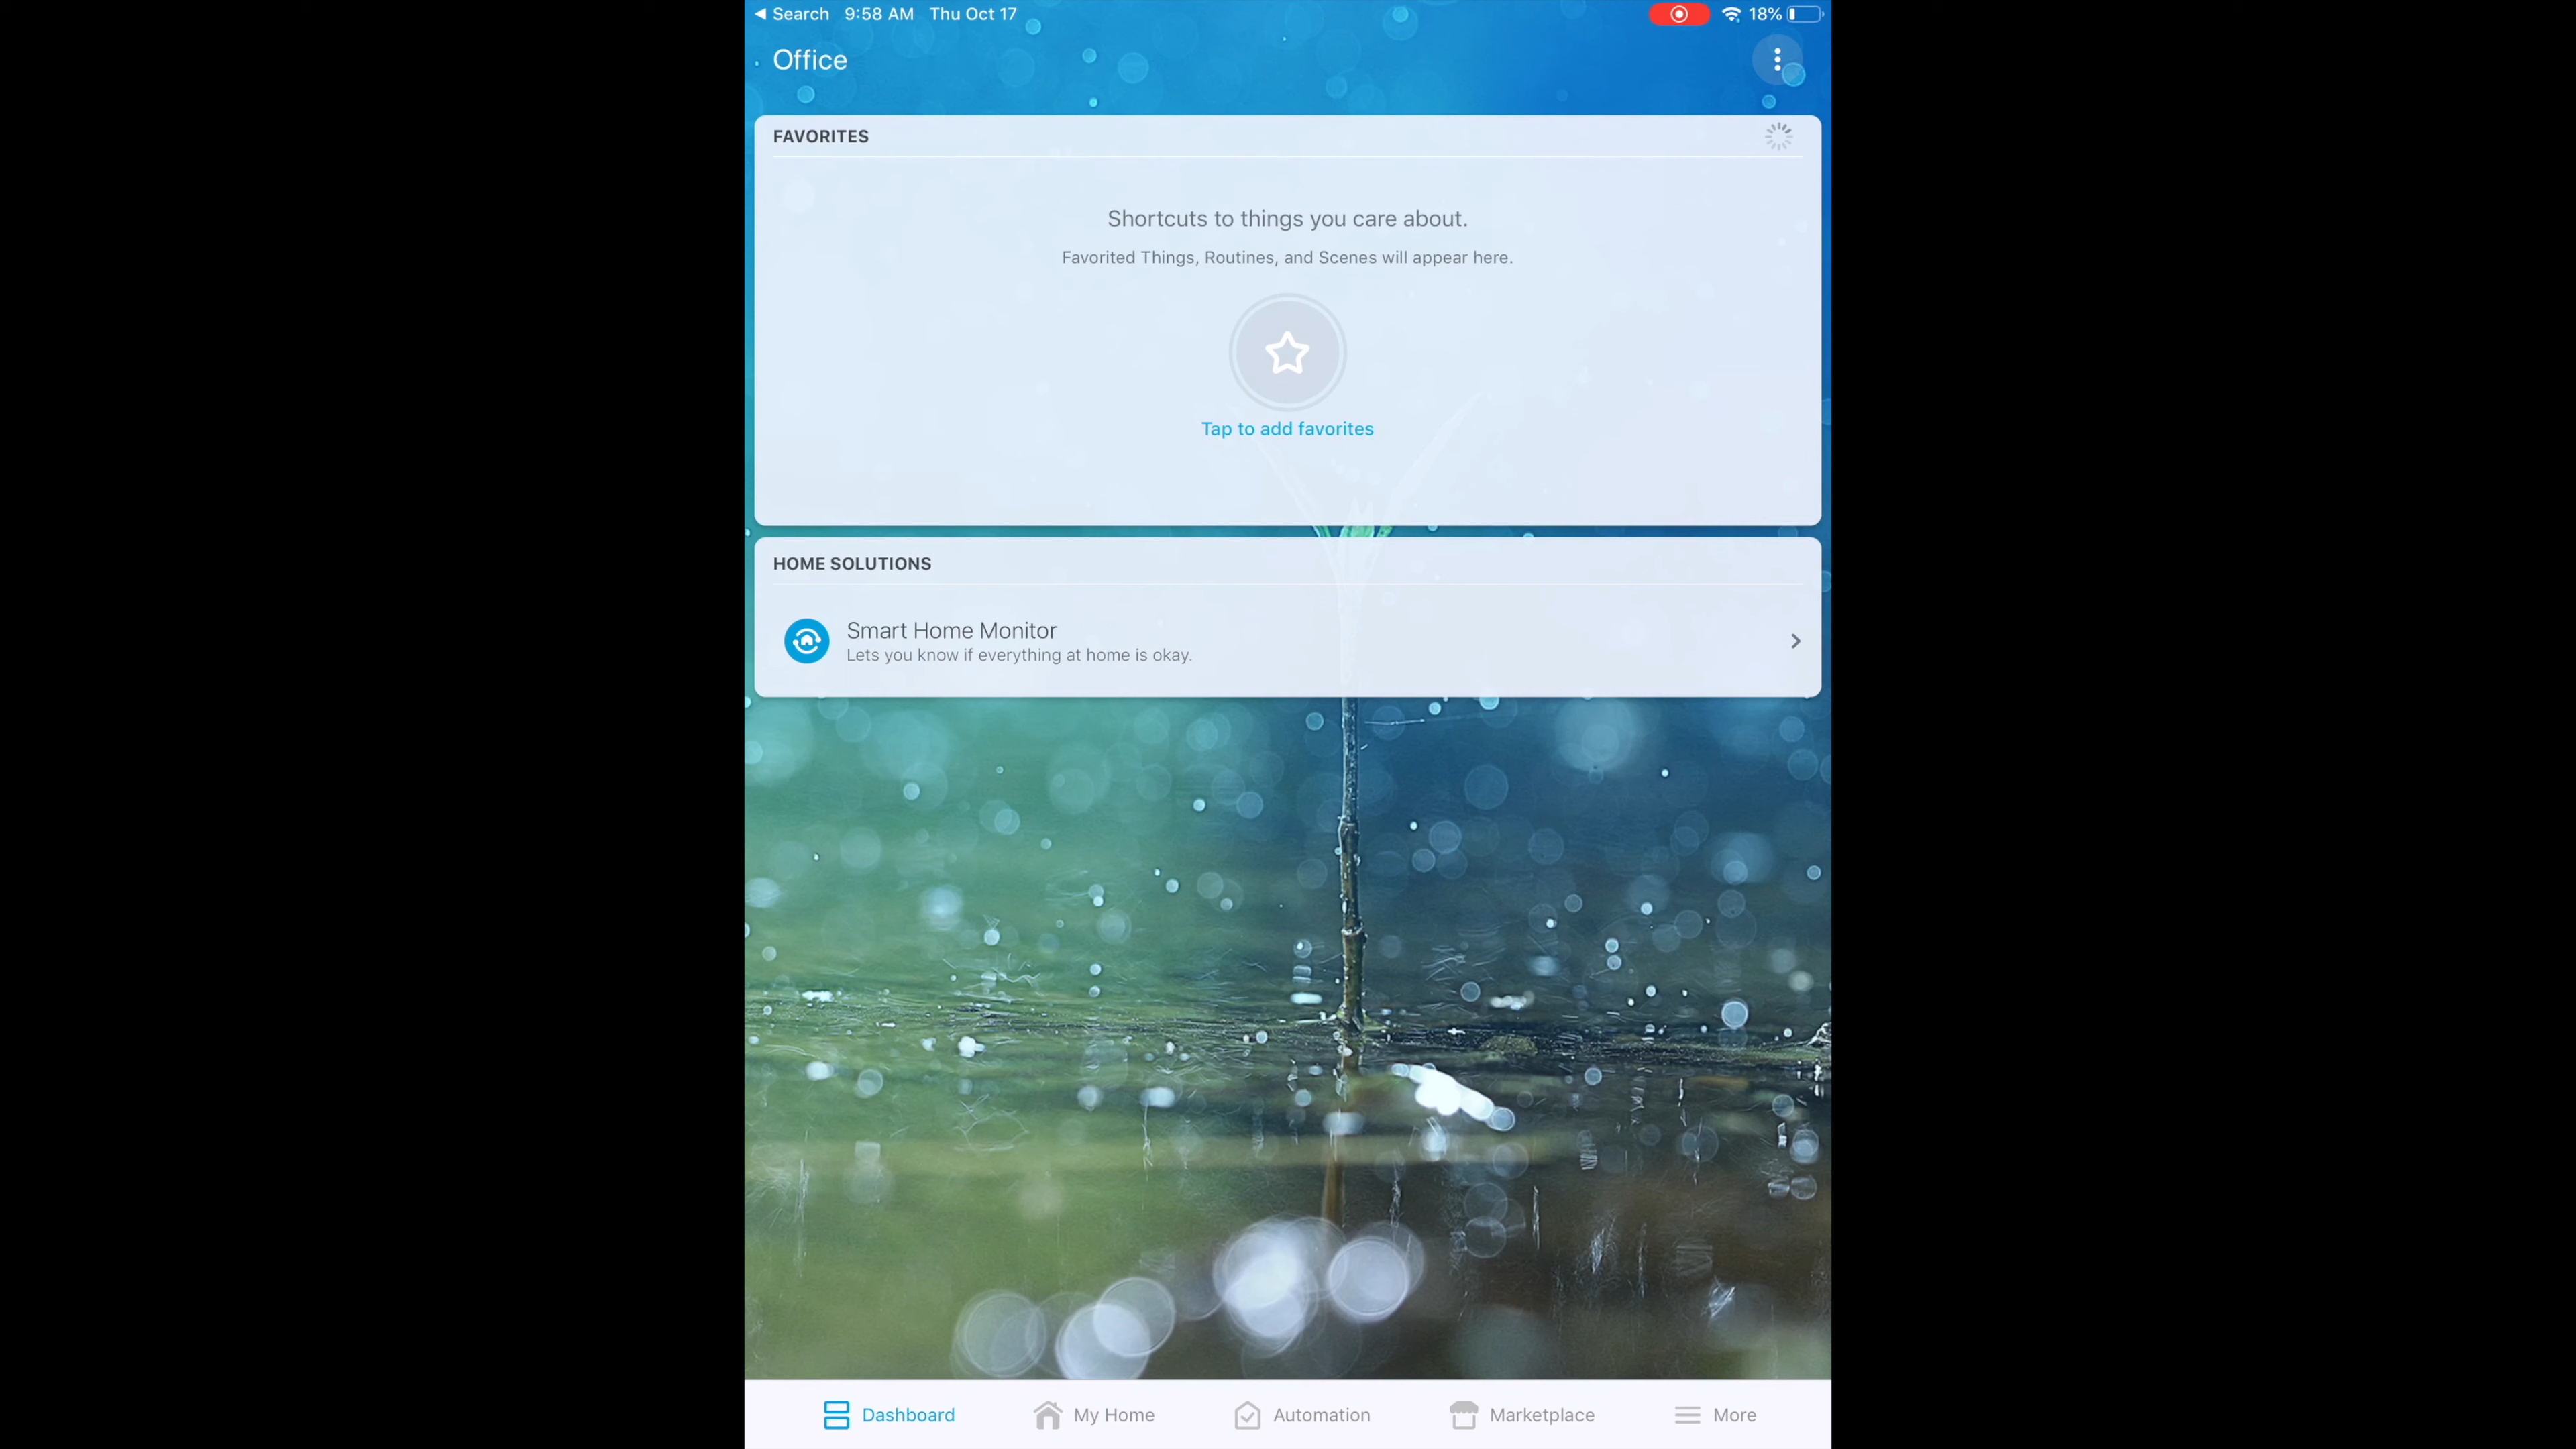 Search 9:58 AM Thu Oct 17 18%
Office
FAVORITES
Shortcuts to things you care about.
Favorited Things, Routines, and Scenes will appear here.
Tap to add favorites
HOME SOLUTIONS
Smart Home Monitor
Lets you know if everything at home is okay.
Dashboard My Home Automation Marketplace More